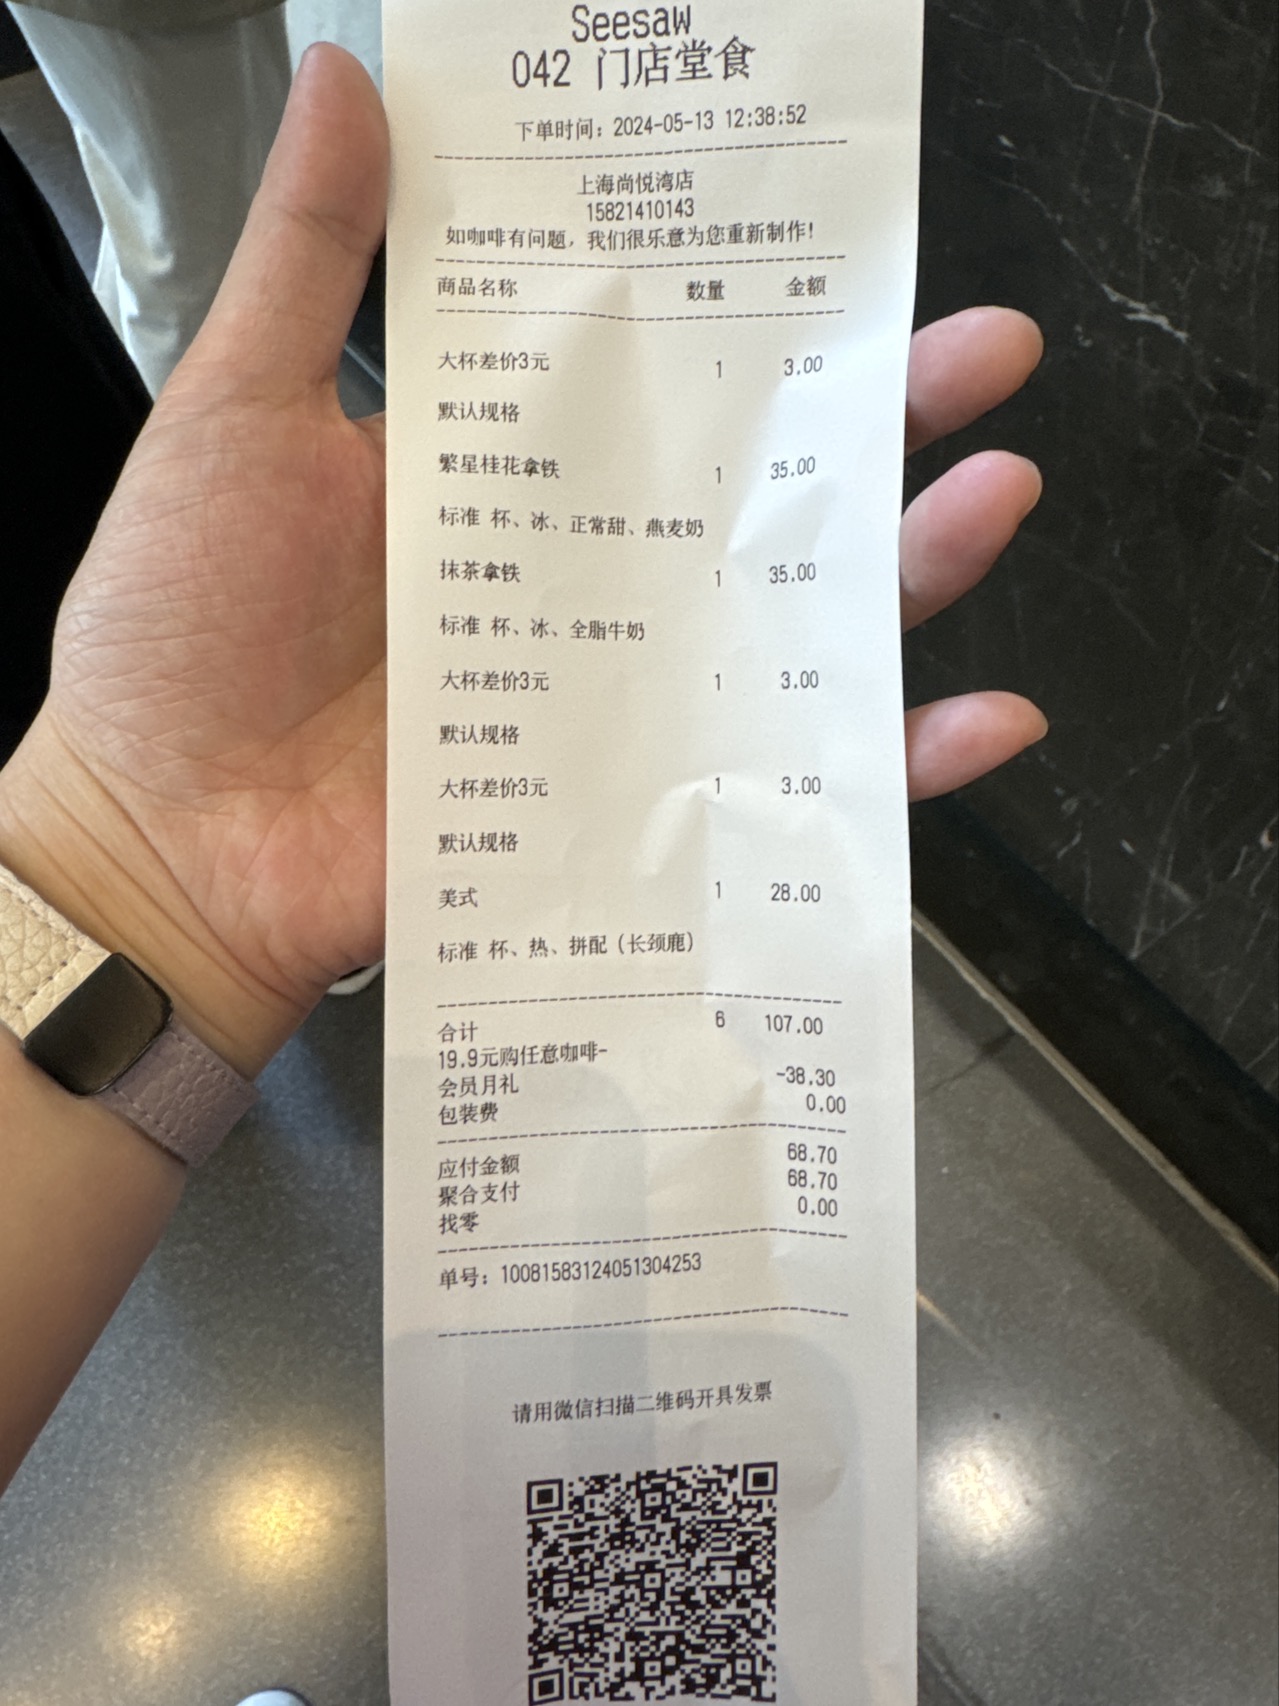 Seesaw
042 门店堂食
下单时间：2024-05-13 12:38:52
上海尚悦湾店
15821410143
如咖啡有问题，我们很乐意为您重新制作！
商品名称 数量 金额
大杯差价3元 1 3.00
默认规格
繁星桂花拿铁 1 35.00
标准 杯、冰、正常甜、燕麦奶
抹茶拿铁 1 35.00
标准 杯、冰、全脂牛奶
大杯差价3元 1 3.00
默认规格
大杯差价3元 1 3.00
默认规格
美式 1 28.00
标准 杯、热、拼配（长颈鹿）
合计 6 107.00
19.9元购任意咖啡-
会员月礼 -38.30
包装费 0.00
应付金额 68.70
聚合支付 68.70
找零 0.00
单号：10081583124051304253
请用微信扫描二维码开具发票